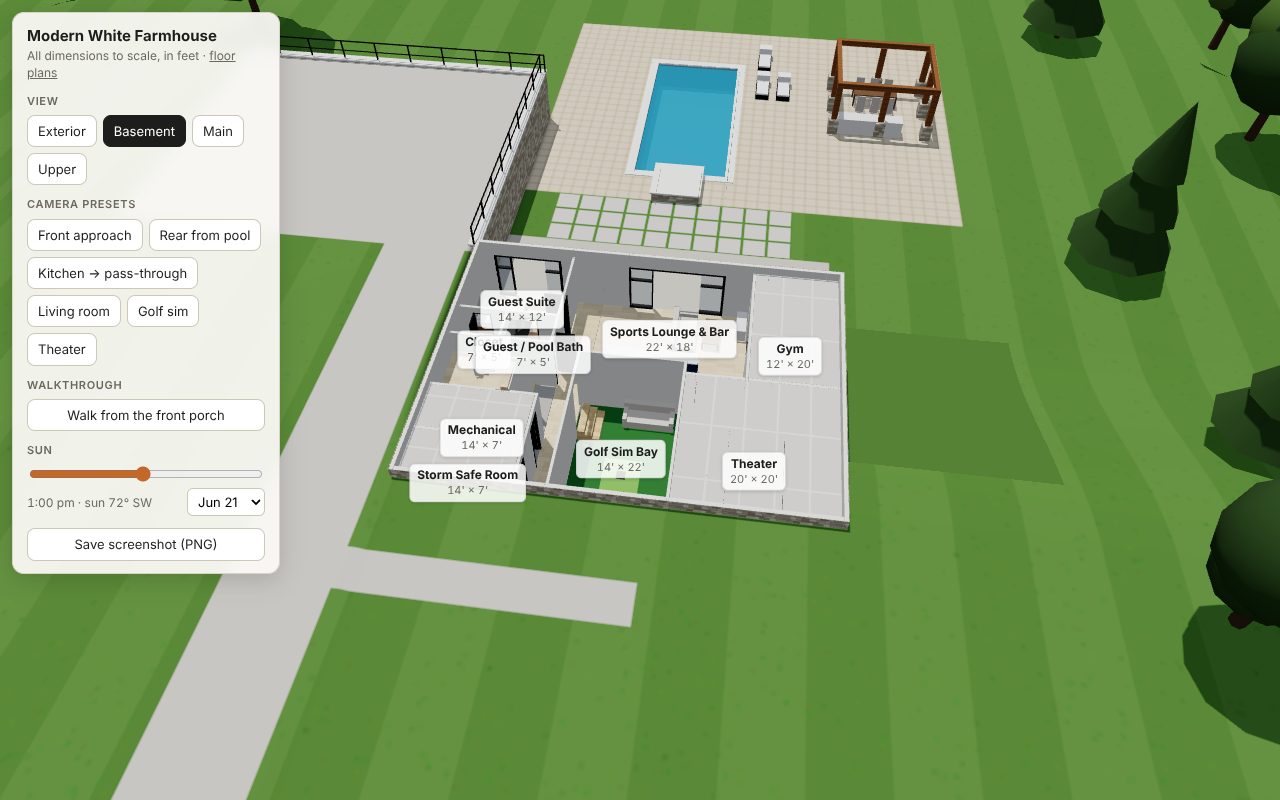 Modern White Farmhouse
All dimensions to scale, in feet · floor
plans
VIEW
Exterior
Basement
Main
Upper
CAMERA PRESETS
Front approach
Rear from pool
Kitchen → pass-through
Living room
Golf sim
Theater
WALKTHROUGH
Walk from the front porch
SUN
1:00 pm · sun 72° SW
Jun 21
Save screenshot (PNG)
Guest Suite
14' × 12'
Guest / Pool Bath
7' × 5'
Sports Lounge & Bar
22' × 18'
Gym
12' × 20'
Mechanical
14' × 7'
Storm Safe Room
14' × 7'
Golf Sim Bay
14' × 22'
Theater
20' × 20'